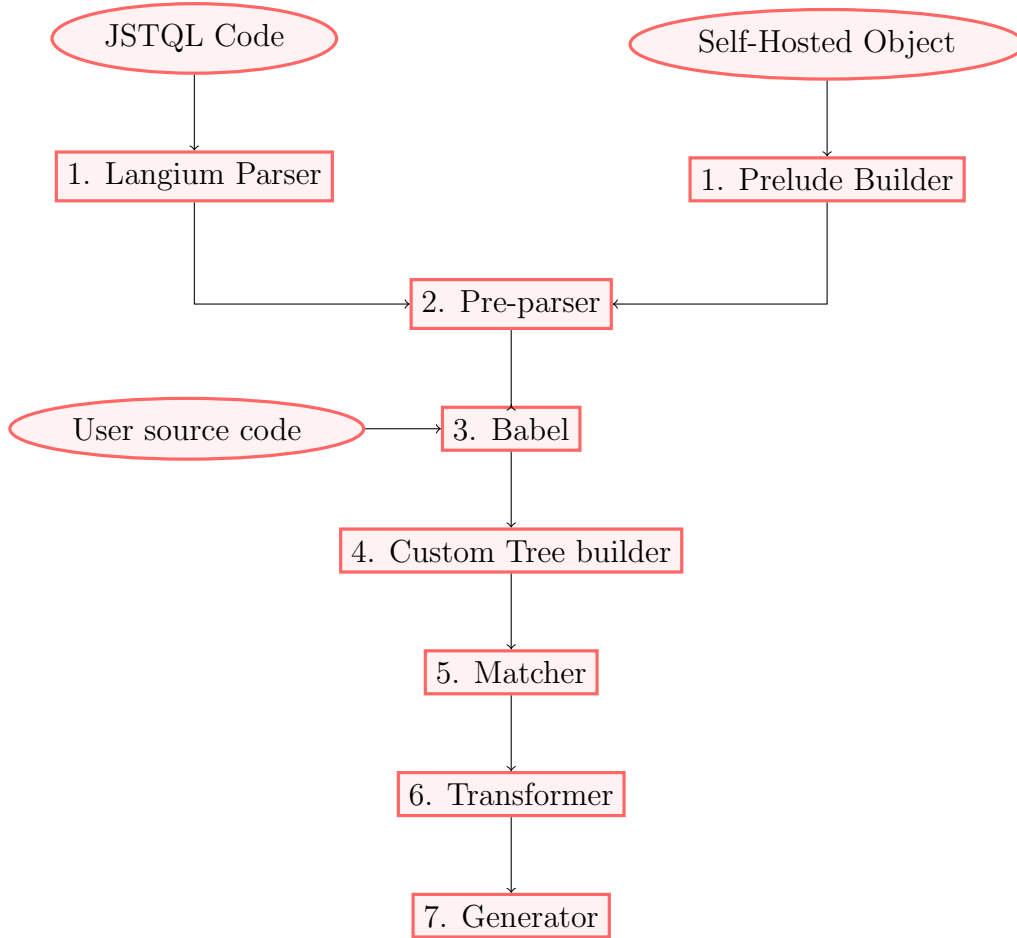 JSTQL Code
Self-Hosted Object
1. Langium Parser
1. Prelude Builder
2. Pre-parser
User source code
3. Babel
4. Custom Tree builder
5. Matcher
6. Transformer
7. Generator